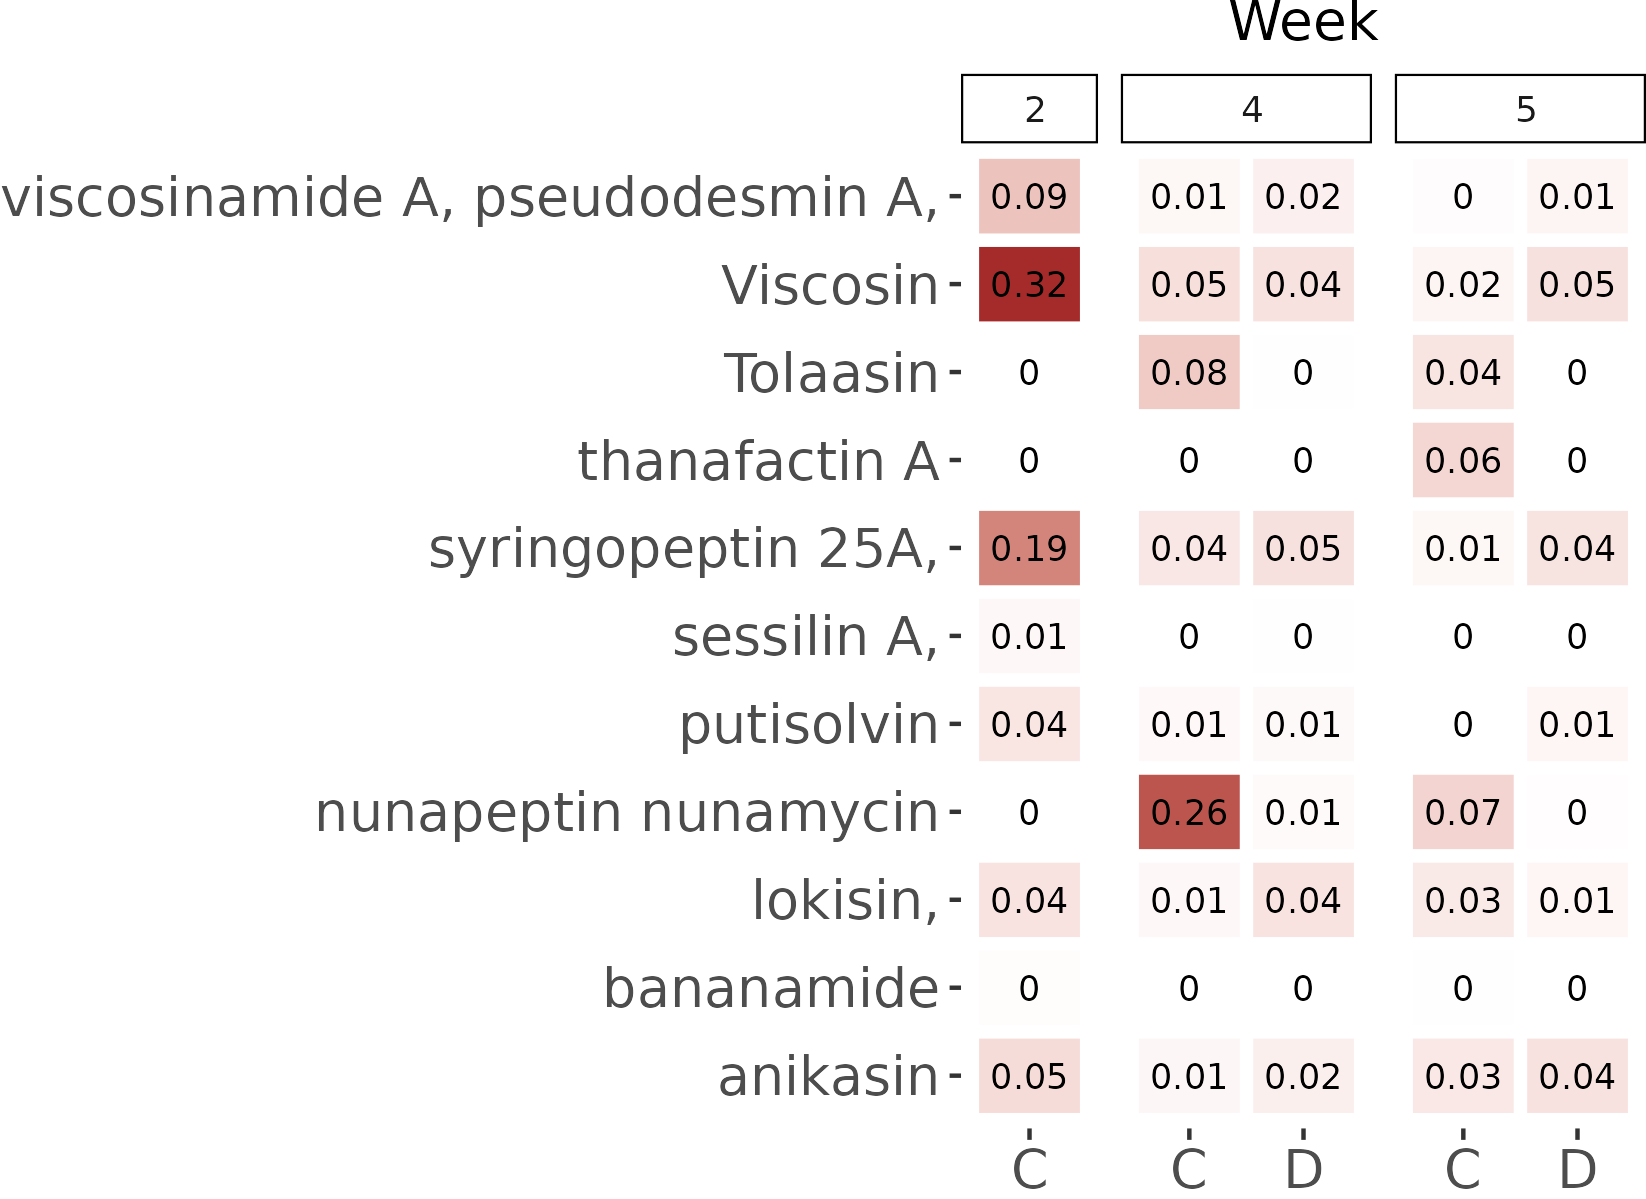 Week
2 4 5
viscosinamide A, pseudodesmin A, 0.09 0.01 0.02 0 0.01
Viscosin 0.32 0.05 0.04 0.02 0.05
Tolaasin 0 0.08 0 0.04 0
thanafactin A 0 0 0 0.06 0
syringopeptin 25A, 0.19 0.04 0.05 0.01 0.04
sessilin A, 0.01 0 0 0 0
putisolvin 0.04 0.01 0.01 0 0.01
nunapeptin nunamycin 0 0.26 0.01 0.07 0
lokisin, 0.04 0.01 0.04 0.03 0.01
bananamide 0 0 0 0 0
anikasin 0.05 0.01 0.02 0.03 0.04
C C D C D